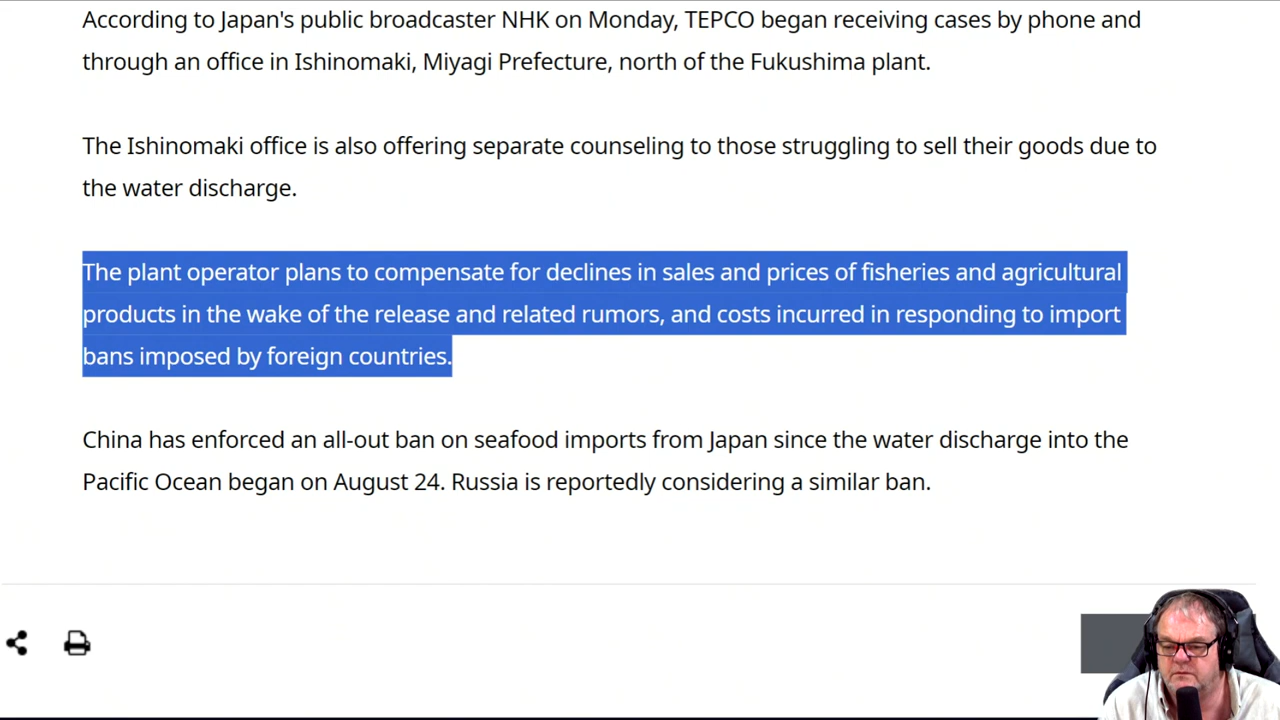 According to Japan's public broadcaster NHK on Monday, TEPCO began receiving cases by phone and
through an office in Ishinomaki, Miyagi Prefecture, north of the Fukushima plant.
The Ishinomaki office is also offering separate counseling to those struggling to sell their goods due to
the water discharge.
The plant operator plans to compensate for declines in sales and prices of fisheries and agricultural
products in the wake of the release and related rumors, and costs incurred in responding to import
bans imposed by foreign countries.
China has enforced an all-out ban on seafood imports from Japan since the water discharge into the
Pacific Ocean began on August 24. Russia is reportedly considering a similar ban.